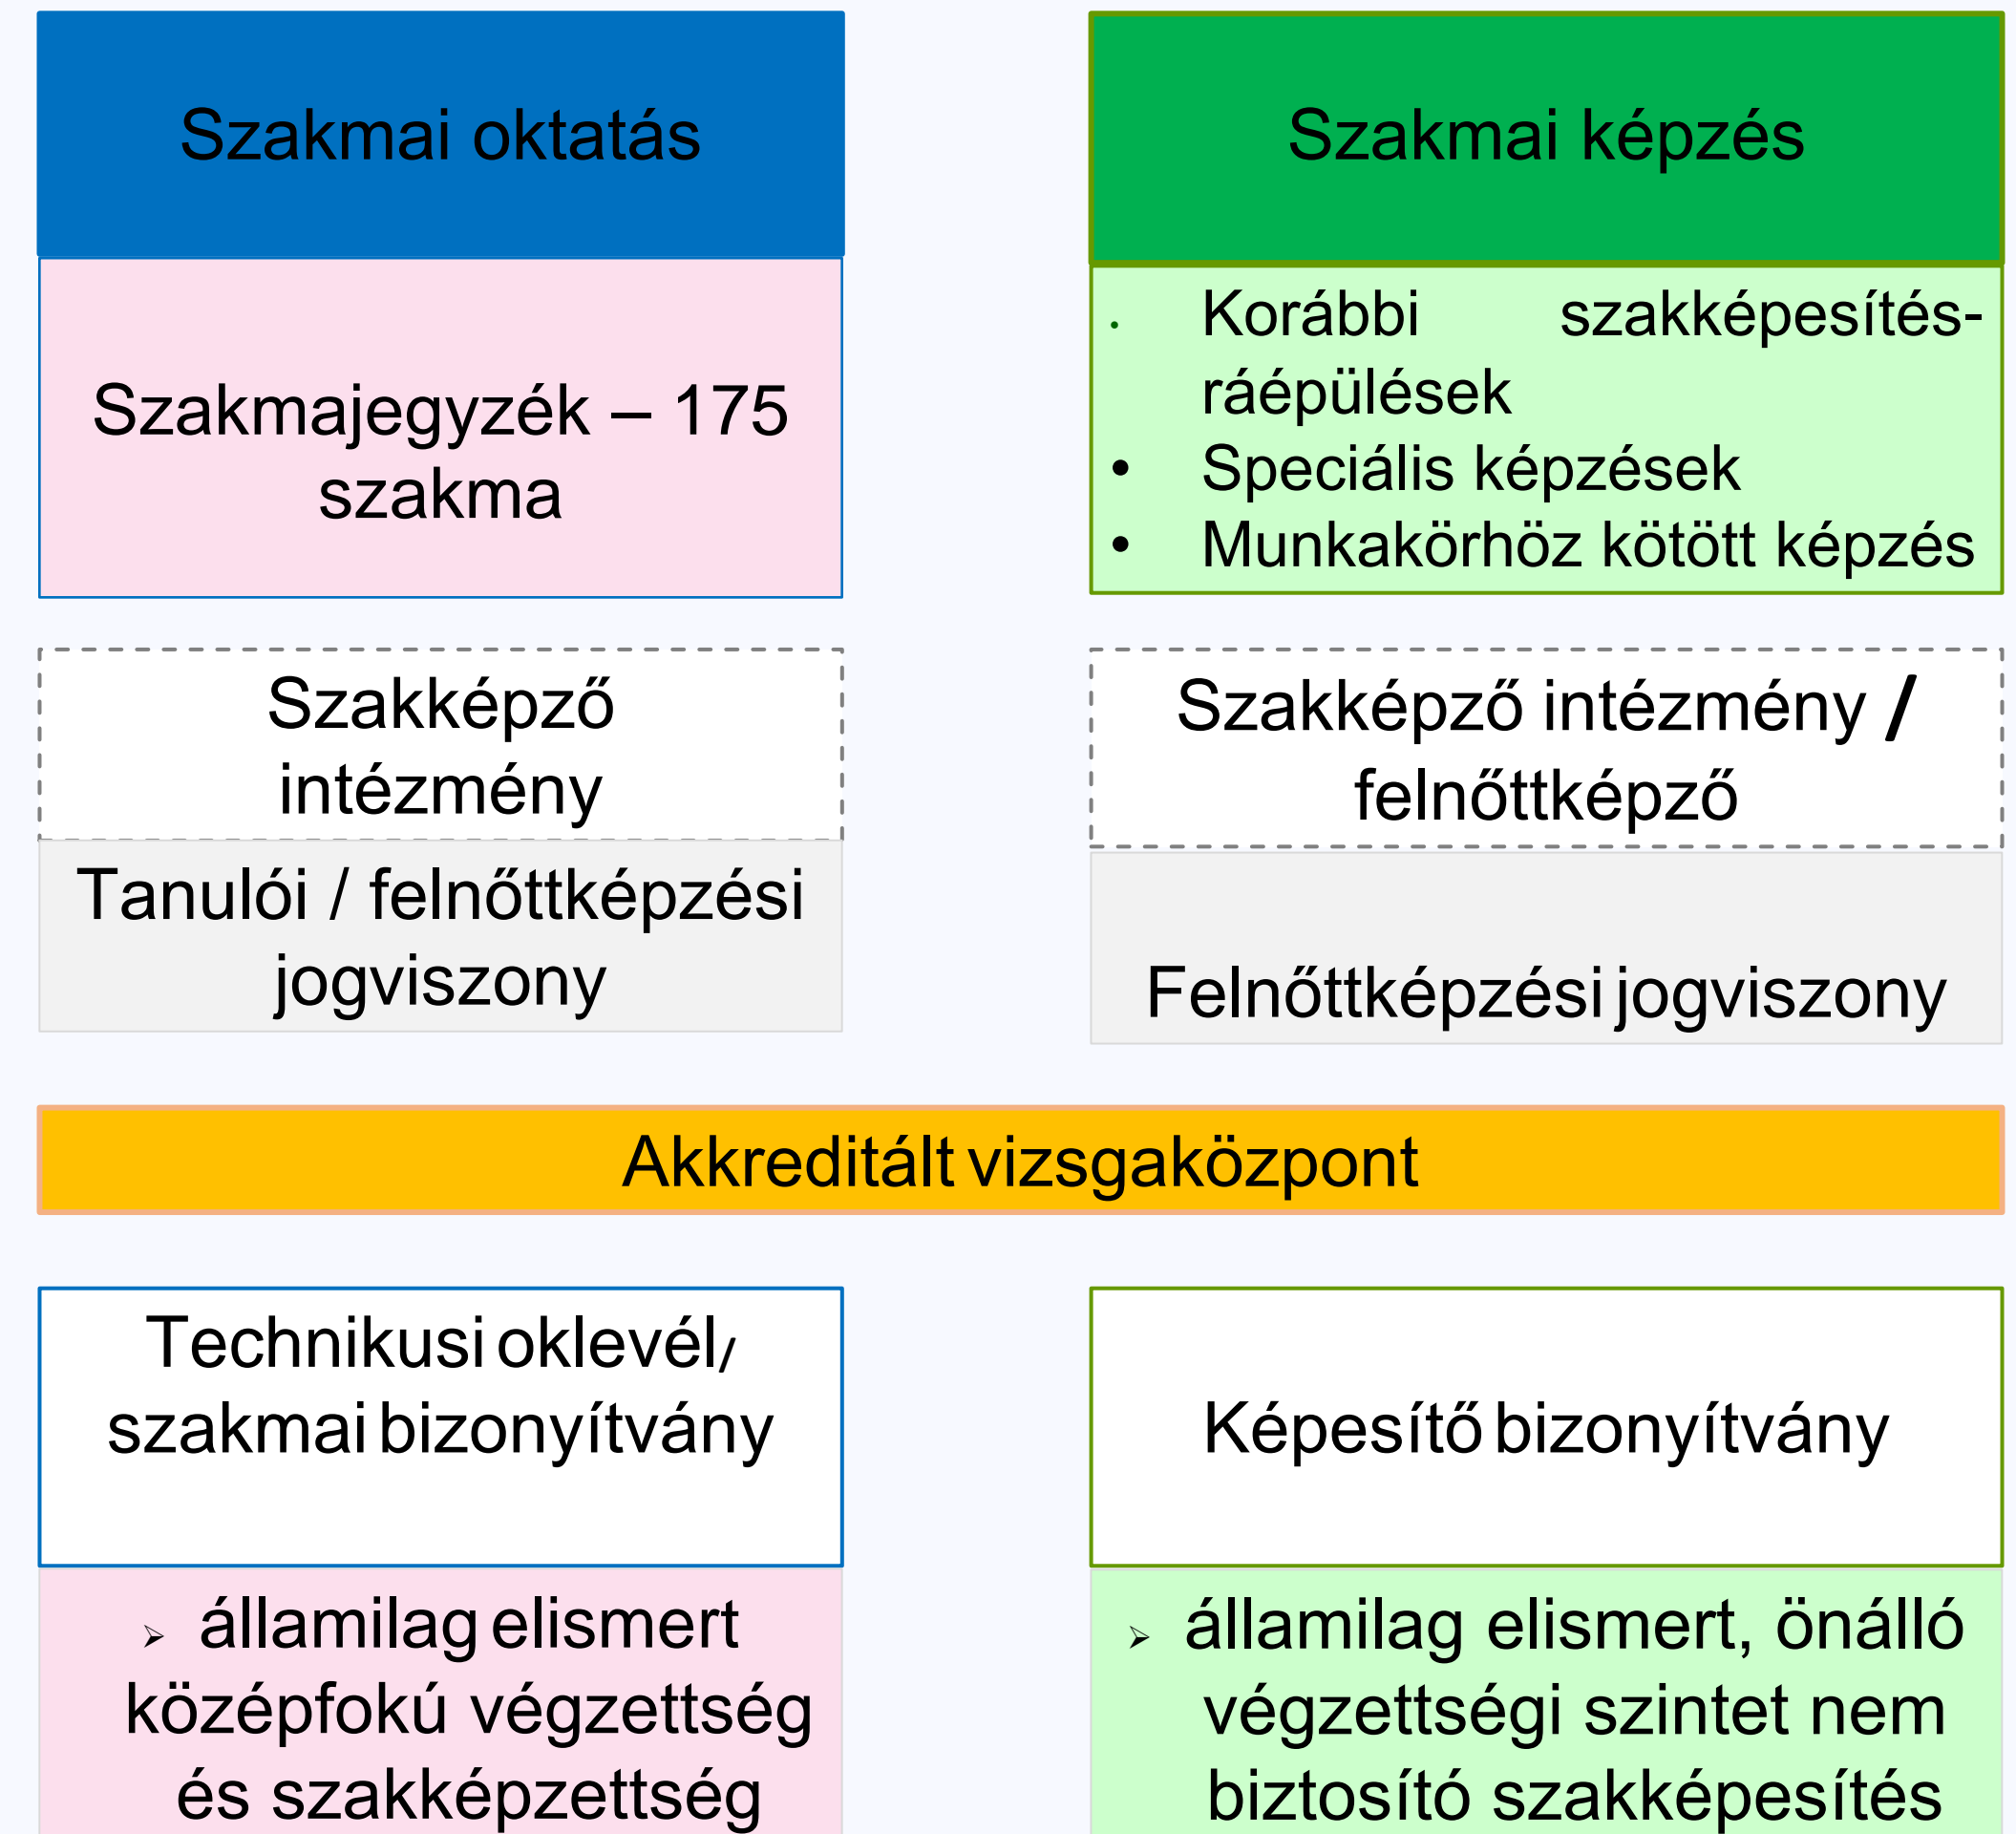 Szakmai oktatás
Szakmajegyzék – 175
szakma
Szakképző
intézmény
Tanulói / felnőttképzési
jogviszony
Szakmai képzés
• Korábbi szakképesítés-
ráépülések
• Speciális képzések
• Munkakörhöz kötött képzés
Szakképző intézmény /
felnőttképző
Felnőttképzési jogviszony
Akkreditált vizsgaközpont
Technikusi oklevél/
szakmai bizonyítvány
➢ államilag elismert
középfokú végzettség
és szakképzettség
Képesítő bizonyítvány
➢ államilag elismert, önálló
végzettségi szintet nem
biztosító szakképesítés